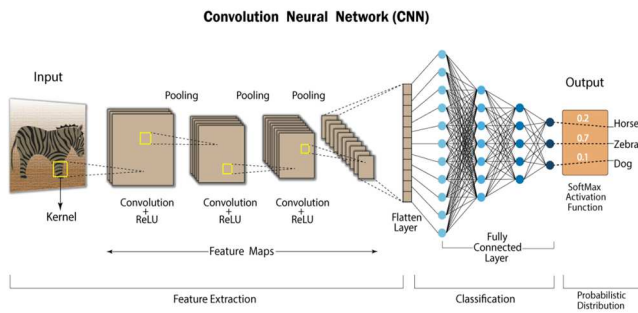 Convolution Neural Network (CNN)
Input
Output
Pooling
Pooling
Pooling
Kernel
Convolution
+
ReLU
Convolution
+
ReLU
Convolution
+
ReLU
Flatten
Layer
0.2
0.7
0.1
Horse
Zebra
Dog
SoftMax
Activation
Function
Feature Maps
Fully
Connected
Layer
Feature Extraction
Classification
Probabilistic
Distribution